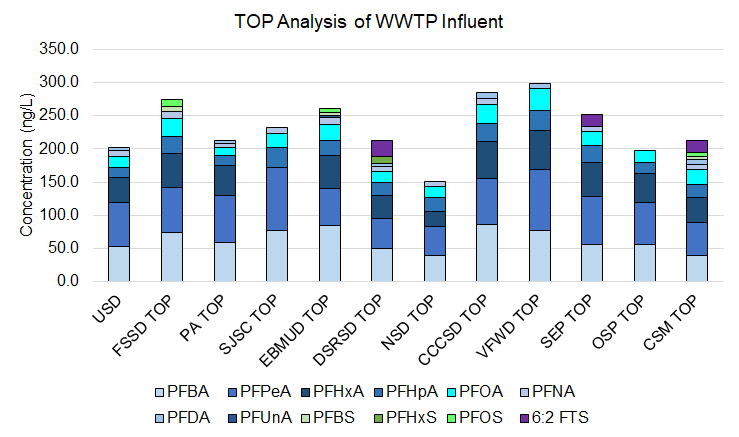 TOP Analysis of WWTP Influent
Concentration (ng/L)
350.0
300.0
250.0
200.0
150.0
100.0
50.0
0.0
USD
FSSD TOP
PA TOP
SJSC TOP
EBMUD TOP
DSRSD TOP
NSD TOP
CCCSD TOP
VFWD TOP
SEP TOP
OSP TOP
CSM TOP
PFBA PFPeA PFHxA PFHpA PFOA PFNA
PFDA PFUnA PFBS PFHxS PFOS 6:2 FTS